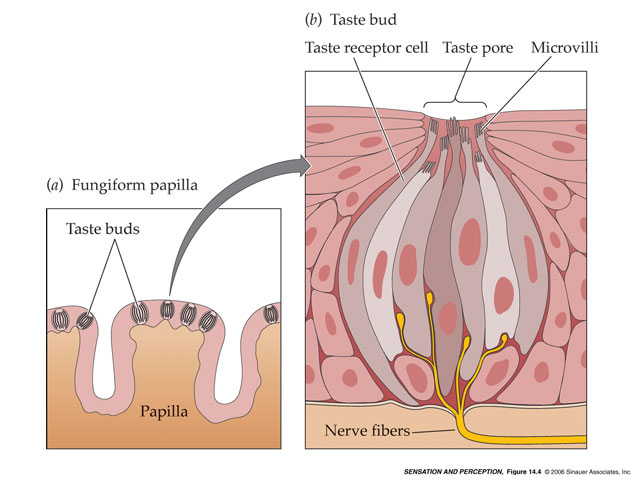 (b) Taste bud
Taste receptor cell Taste pore Microvilli
(a) Fungiform papilla
Taste buds
Papilla
Nerve fibers
SENSATION AND PERCEPTION, Figure 14.4 © 2006 Sinauer Associates, Inc.